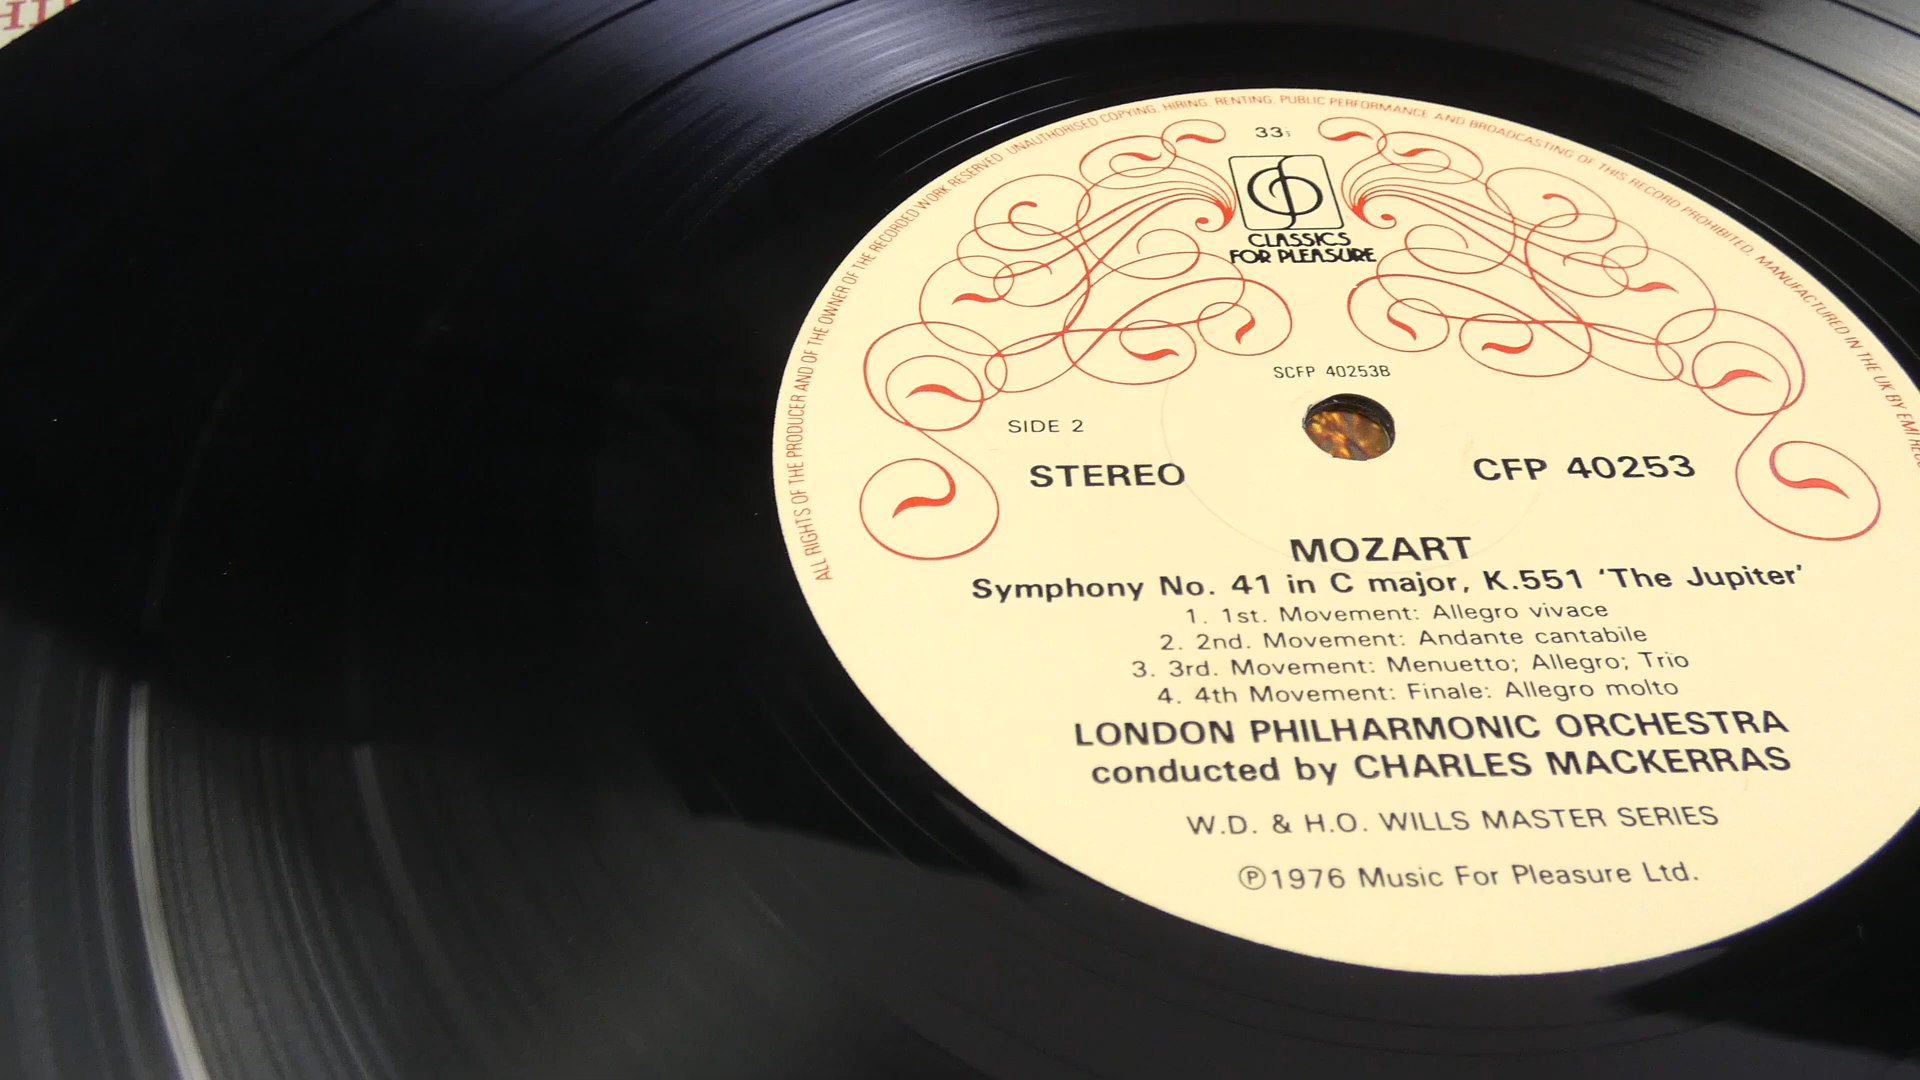 ALL RIGHTS OF THE PRODUCER AND OF THE OWNER OF THE RECORDED WORK RESERVED. UNAUTHORISED COPYING, HIRING, RENTING, PUBLIC PERFORMANCE AND BROADCASTING OF THIS RECORD PROHIBITED. MANUFACTURED IN THE UK BY EMI
33⅓
CLASSICS
FOR PLEASURE
SCFP 40253B
SIDE 2
STEREO
CFP 40253
MOZART
Symphony No. 41 in C major, K.551 ‘The Jupiter’
1. 1st. Movement: Allegro vivace
2. 2nd. Movement: Andante cantabile
3. 3rd. Movement: Menuetto; Allegro; Trio
4. 4th Movement: Finale: Allegro molto
LONDON PHILHARMONIC ORCHESTRA
conducted by CHARLES MACKERRAS
W.D. & H.O. WILLS MASTER SERIES
Ⓟ1976 Music For Pleasure Ltd.